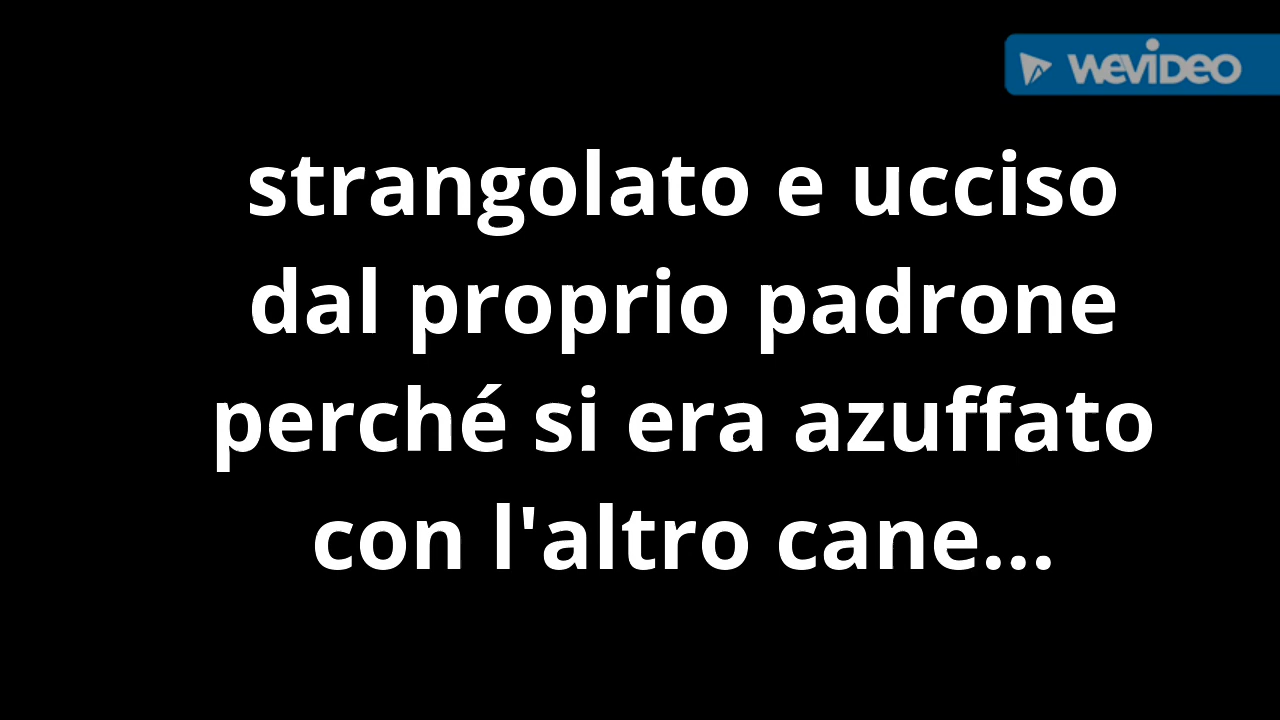 WEVIDEO
strangolato e ucciso
dal proprio padrone
perché si era azuffato
con l'altro cane...